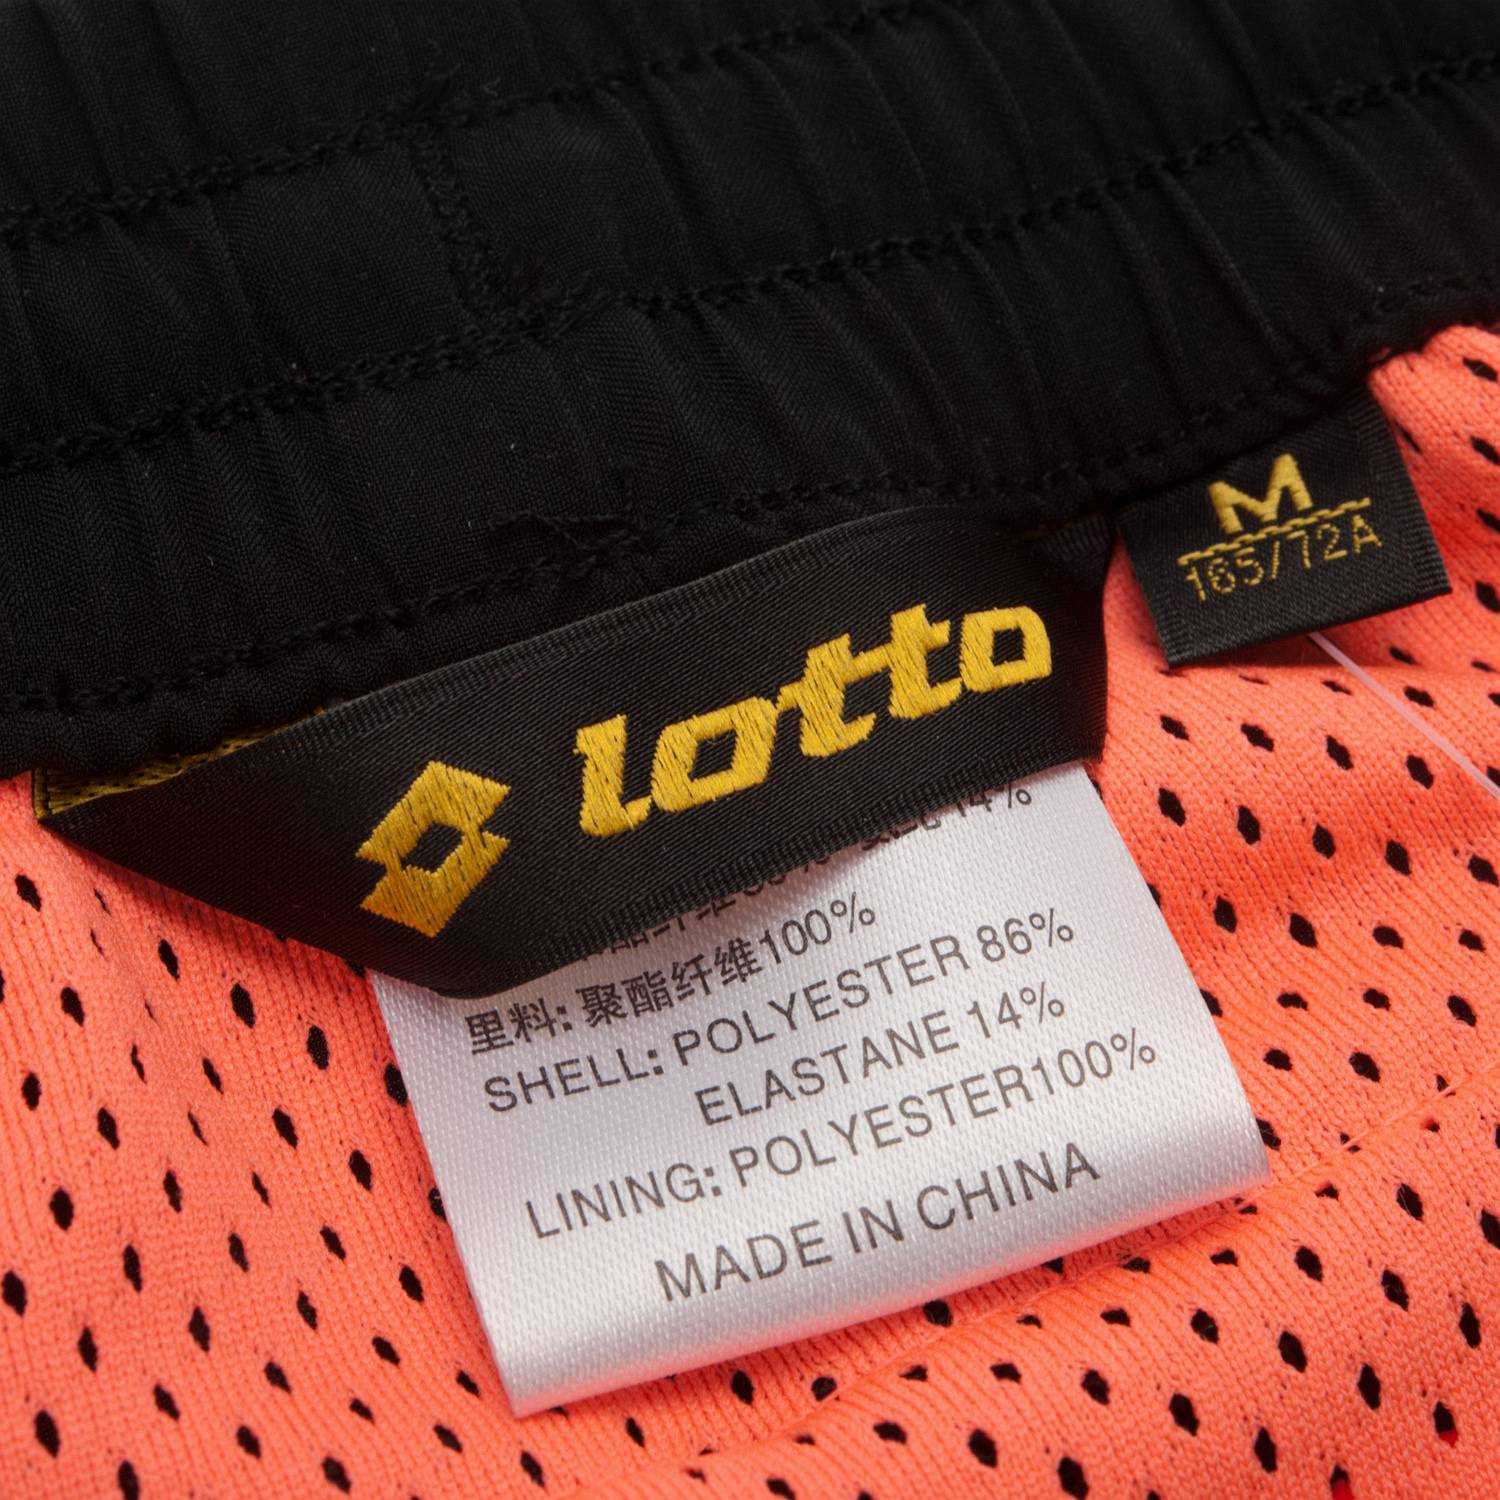 M
165/72A
lotto
14%
里料: 聚酯纤维100%
SHELL: POLYESTER 86%
ELASTANE 14%
LINING: POLYESTER100%
MADE IN CHINA